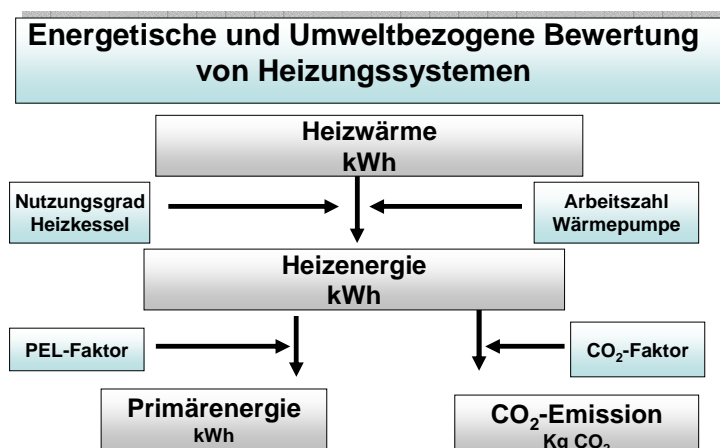 Energetische und Umweltbezogene Bewertung
von Heizungssystemen
Heizwärme
kWh
Nutzungsgrad
Heizkessel
Arbeitszahl
Wärmepumpe
Heizenergie
kWh
PEL-Faktor
CO₂-Faktor
Primärenergie
kWh
CO₂-Emission
Kg CO₂